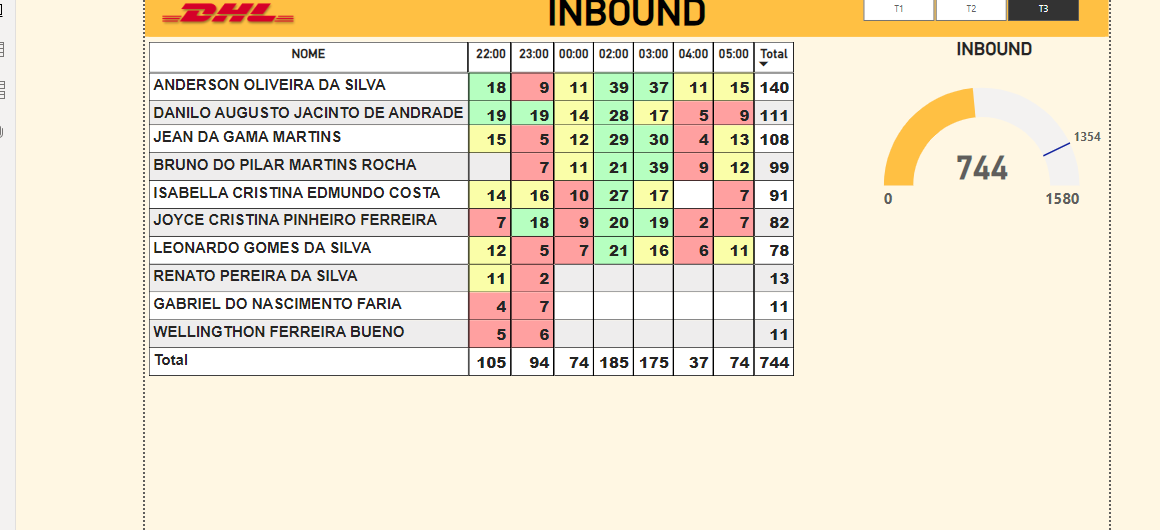 DHL
INBOUND
T1 T2 T3
NOME 22:00 23:00 00:00 02:00 03:00 04:00 05:00 Total
ANDERSON OLIVEIRA DA SILVA 18 9 11 39 37 11 15 140
DANILO AUGUSTO JACINTO DE ANDRADE 19 19 14 28 17 5 9 111
JEAN DA GAMA MARTINS 15 5 12 29 30 4 13 108
BRUNO DO PILAR MARTINS ROCHA 7 11 21 39 9 12 99
ISABELLA CRISTINA EDMUNDO COSTA 14 16 10 27 17 7 91
JOYCE CRISTINA PINHEIRO FERREIRA 7 18 9 20 19 2 7 82
LEONARDO GOMES DA SILVA 12 5 7 21 16 6 11 78
RENATO PEREIRA DA SILVA 11 2 13
GABRIEL DO NASCIMENTO FARIA 4 7 11
WELLINGTHON FERREIRA BUENO 5 6 11
Total 105 94 74 185 175 37 74 744
INBOUND
1354
744
0 1580